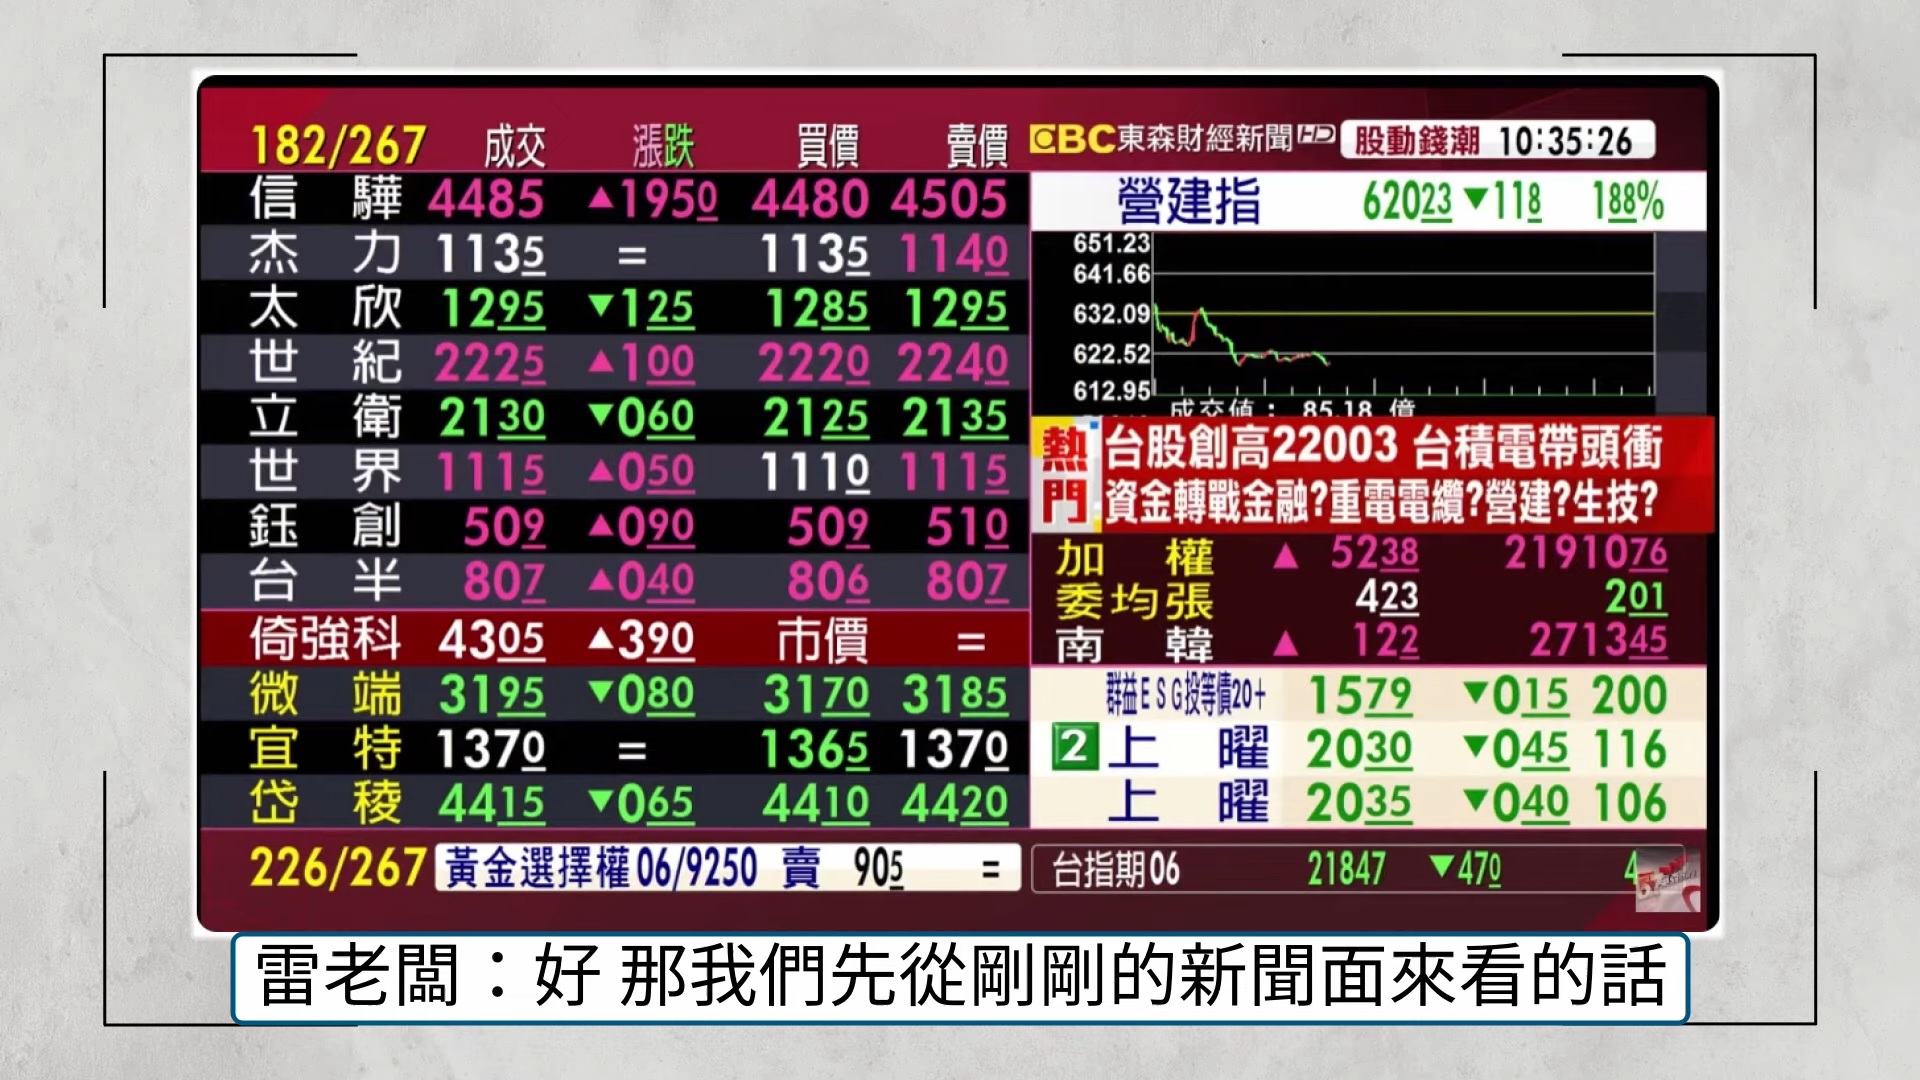 182/267 成交 漲跌 買價 賣價
信驊 4485 ▲1950 4480 4505
杰力 1135 = 1135 1140
太欣 1295 ▼125 1285 1295
世紀 2225 ▲100 2220 2240
立衛 2130 ▼060 2125 2135
世界 1115 ▲050 1110 1115
鈺創 509 ▲090 509 510
台半 807 ▲040 806 807
倚強科 4305 ▲390 市價 =
微端 3195 ▼080 3170 3185
宜特 1370 = 1365 1370
岱稜 4415 ▼065 4410 4420
226/267 黃金選擇權06/9250 賣 905 =
EBC東森財經新聞HD 股動錢潮 10:35:26
營建指 62023 ▼118 188%
651.23
641.66
632.09
622.52
612.95
成交值： 85.18 億
熱門
台股創高22003 台積電帶頭衝
資金轉戰金融?重電電纜?營建?生技?
加權 ▲ 5238 2191076
委均張 423 201
南韓 ▲ 122 271345
群益ESG投等債20+ 1579 ▼015 200
2 上曜 2030 ▼045 116
上曜 2035 ▼040 106
台指期06 21847 ▼470 4
雷老闆：好 那我們先從剛剛的新聞面來看的話